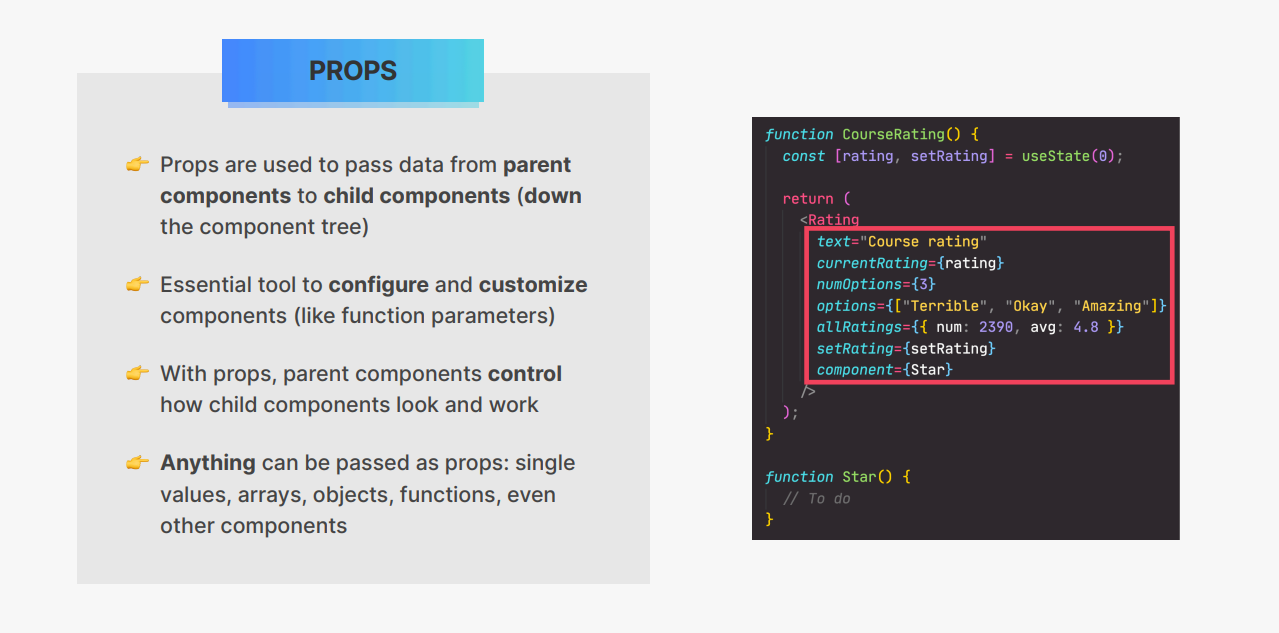 PROPS
👉 Props are used to pass data from parent
components to child components (down
the component tree)
👉 Essential tool to configure and customize
components (like function parameters)
👉 With props, parent components control
how child components look and work
👉 Anything can be passed as props: single
values, arrays, objects, functions, even
other components
function CourseRating() {
  const [rating, setRating] = useState(0);

  return (
    <Rating
      text="Course rating"
      currentRating={rating}
      numOptions={3}
      options={["Terrible", "Okay", "Amazing"]}
      allRatings={{ num: 2390, avg: 4.8 }}
      setRating={setRating}
      component={Star}
    />
  );
}

function Star() {
  // To do
}